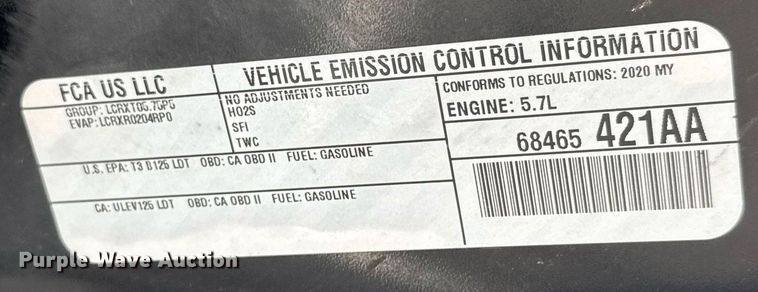 FCA US LLC
GROUP: LCRXT05.7GPG
EVAP:LCRXR0204RP0
VEHICLE EMISSION CONTROL INFORMATION
NO ADJUSTMENTS NEEDED
HO2S
SFI
TWC
CONFORMS TO REGULATIONS: 2020 MY
ENGINE: 5.7L
68465 421AA
U.S. EPA: T3 B125 LDT OBD: CA OBD II FUEL: GASOLINE
CA: ULEV125 LDT OBD: CA OBD II FUEL: GASOLINE
Purple Wave Auction